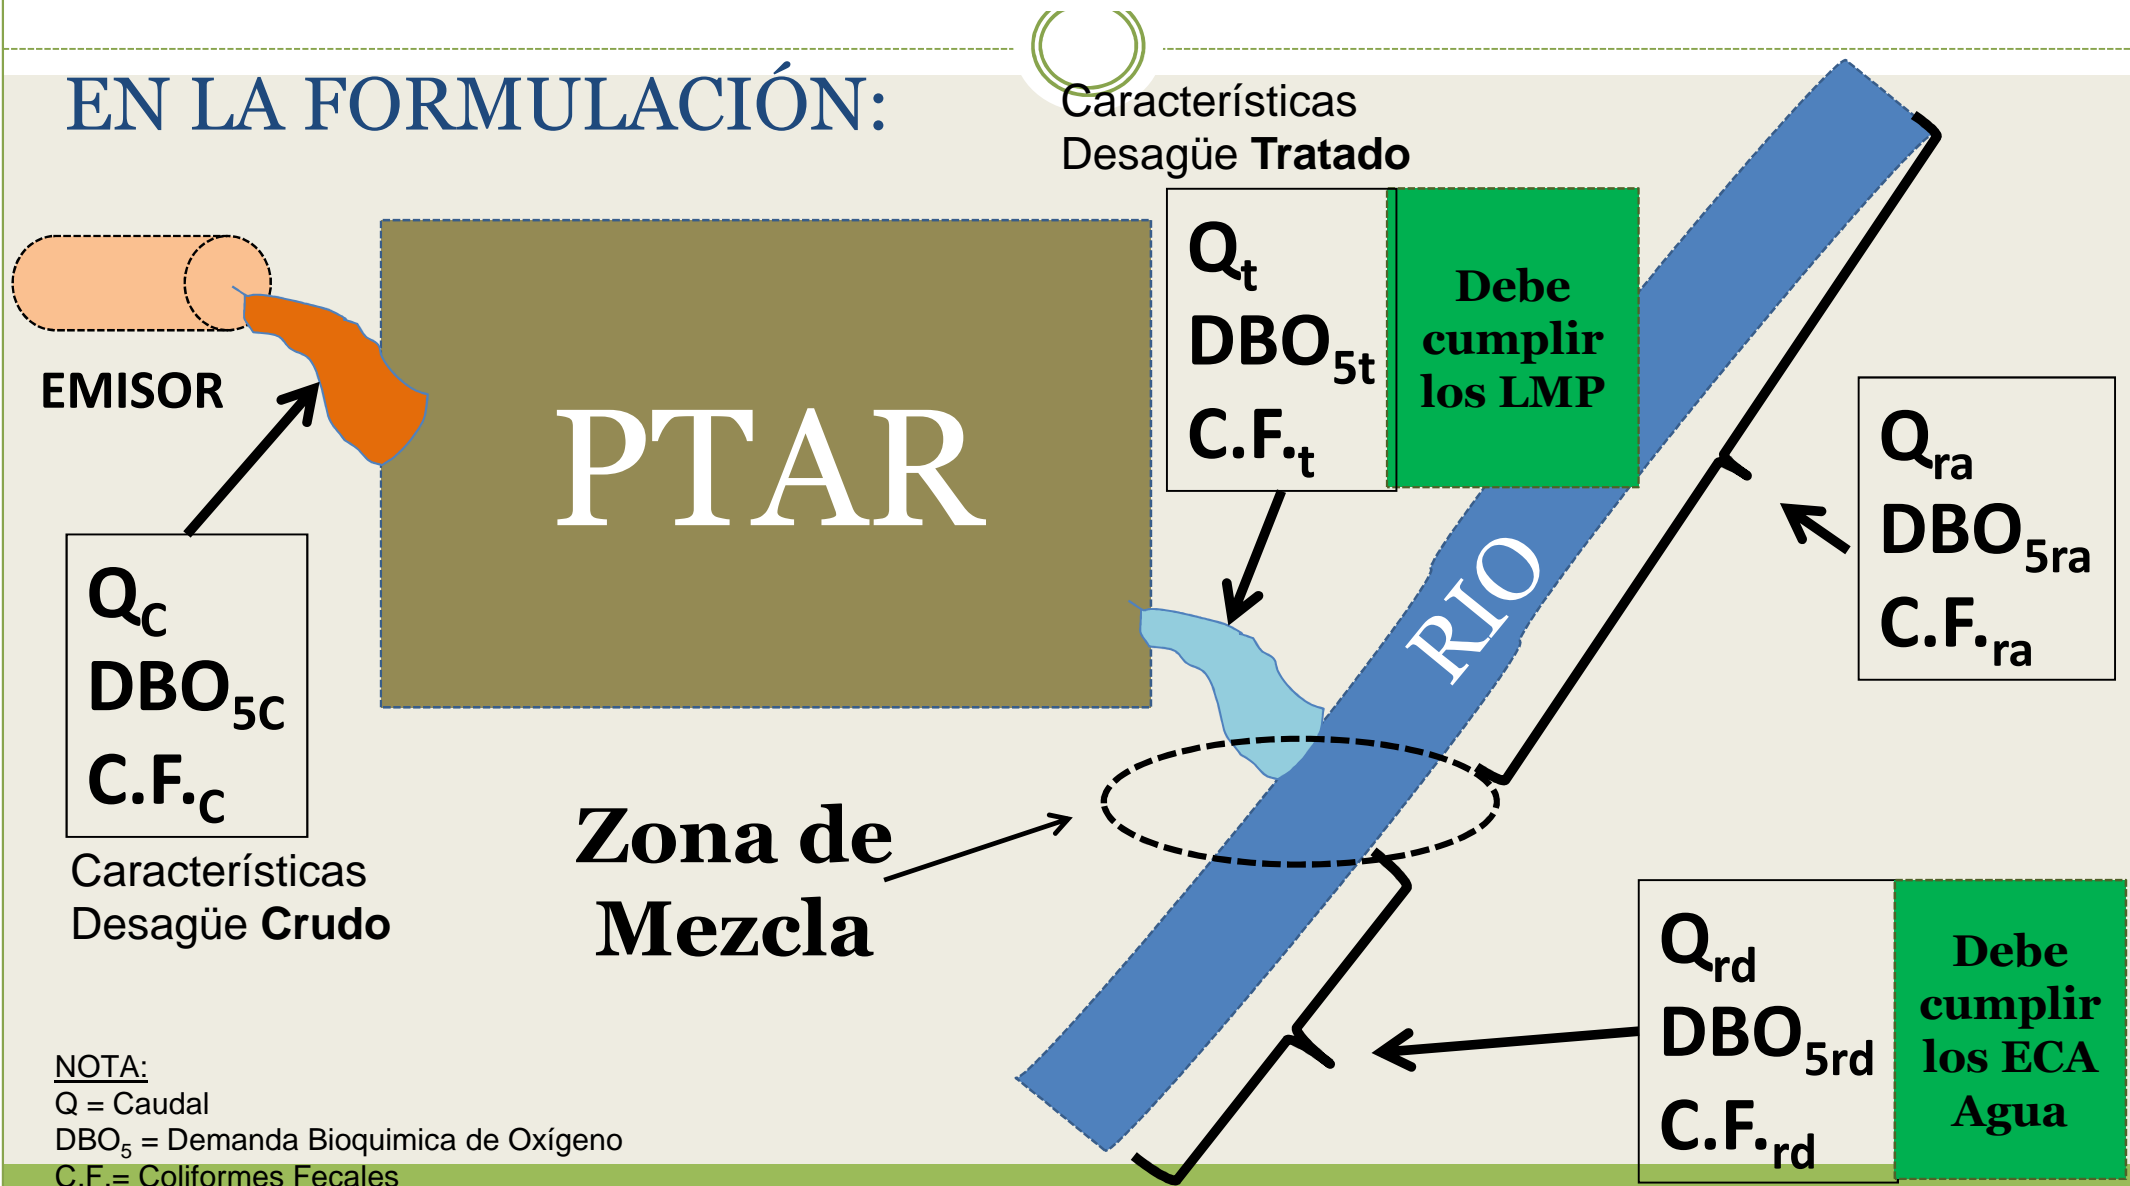 EN LA FORMULACIÓN:
Características
Desagüe Tratado
Qt
DBO5t
C.F.t
Debe
cumplir
los LMP
EMISOR
PTAR
RIO
Qra
DBO5ra
C.F.ra
QC
DBO5C
C.F.C
Características
Desagüe Crudo
Zona de
Mezcla
Qrd
DBO5rd
C.F.rd
Debe
cumplir
los ECA
Agua
NOTA:
Q = Caudal
DBO5 = Demanda Bioquimica de Oxígeno
C.F.= Coliformes Fecales